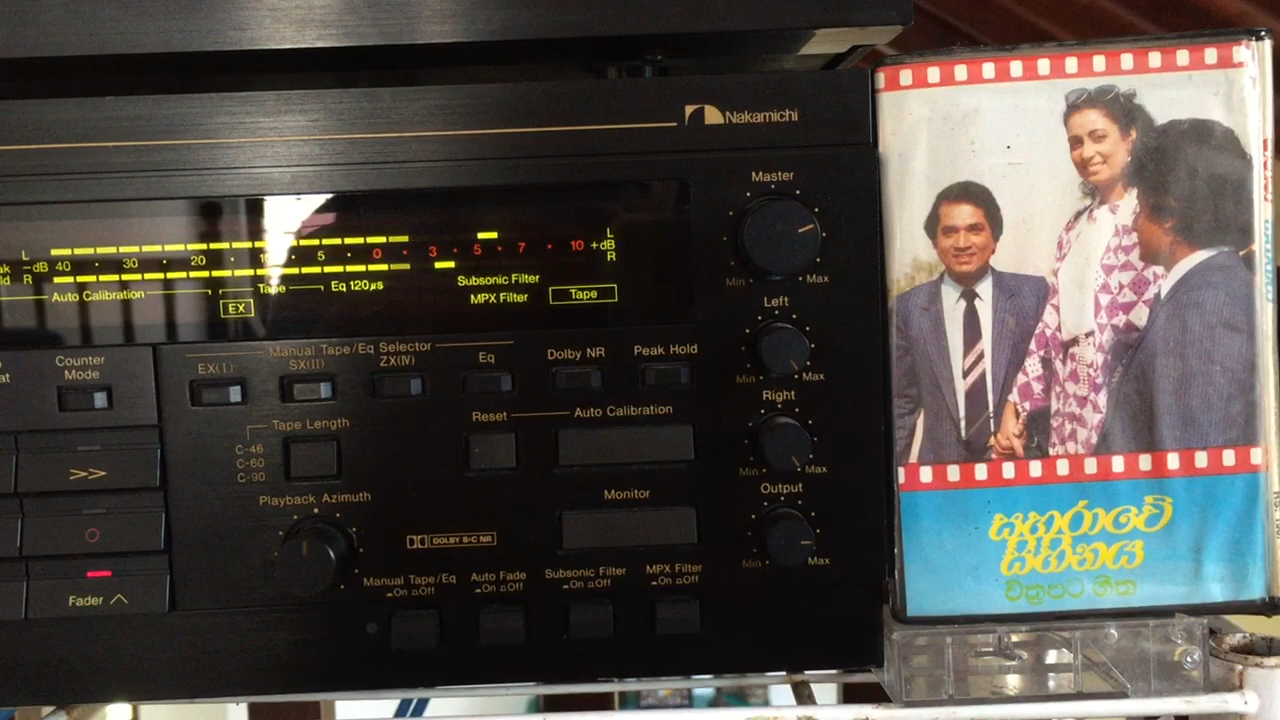 Nakamichi
Master
Min Max
L L
-dB 40 30 20 10 5 0 3 5 7 10 +dB
R R
Auto Calibration Tape Eq 120µs Subsonic Filter
EX MPX Filter Tape
Left
Min Max
Manual Tape/Eq Selector
EX(I) SX(II) ZX(IV) Eq Dolby NR Peak Hold
Counter
Mode
Reset Auto Calibration
Right
Min Max
Tape Length
C-46
C-60
C-90
Playback Azimuth
Monitor
Output
Min Max
DOLBY B-C NR
Manual Tape/Eq Auto Fade Subsonic Filter MPX Filter
On Off On Off On Off On Off
Fader
සහරාවේ
සිහිනය
චිත්‍රපට ගීත